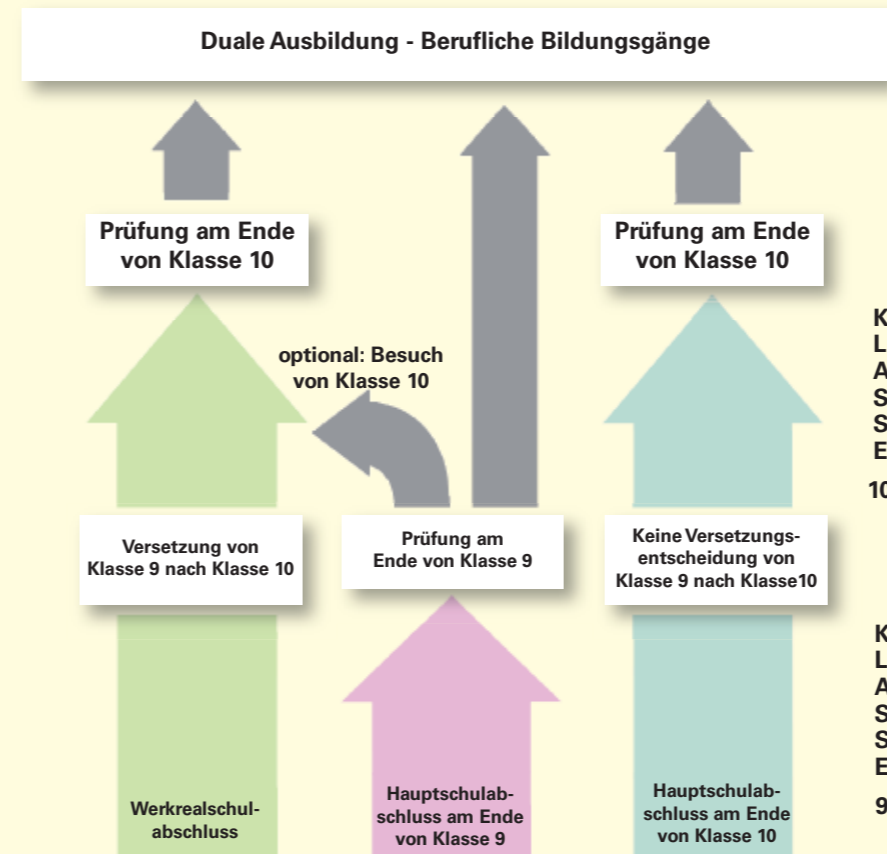 Duale Ausbildung - Berufliche Bildungsgänge
Prüfung am Ende
von Klasse 10
Prüfung am Ende
von Klasse 10
optional: Besuch
von Klasse 10
Versetzung von
Klasse 9 nach Klasse 10
Prüfung am
Ende von Klasse 9
Keine Versetzungs-
entscheidung von
Klasse 9 nach Klasse10
Werkrealschul-
abschluss
Hauptschulab-
schluss am Ende
von Klasse 9
Hauptschulab-
schluss am Ende
von Klasse 10
K
L
A
S
S
E
10
K
L
A
S
S
E
9